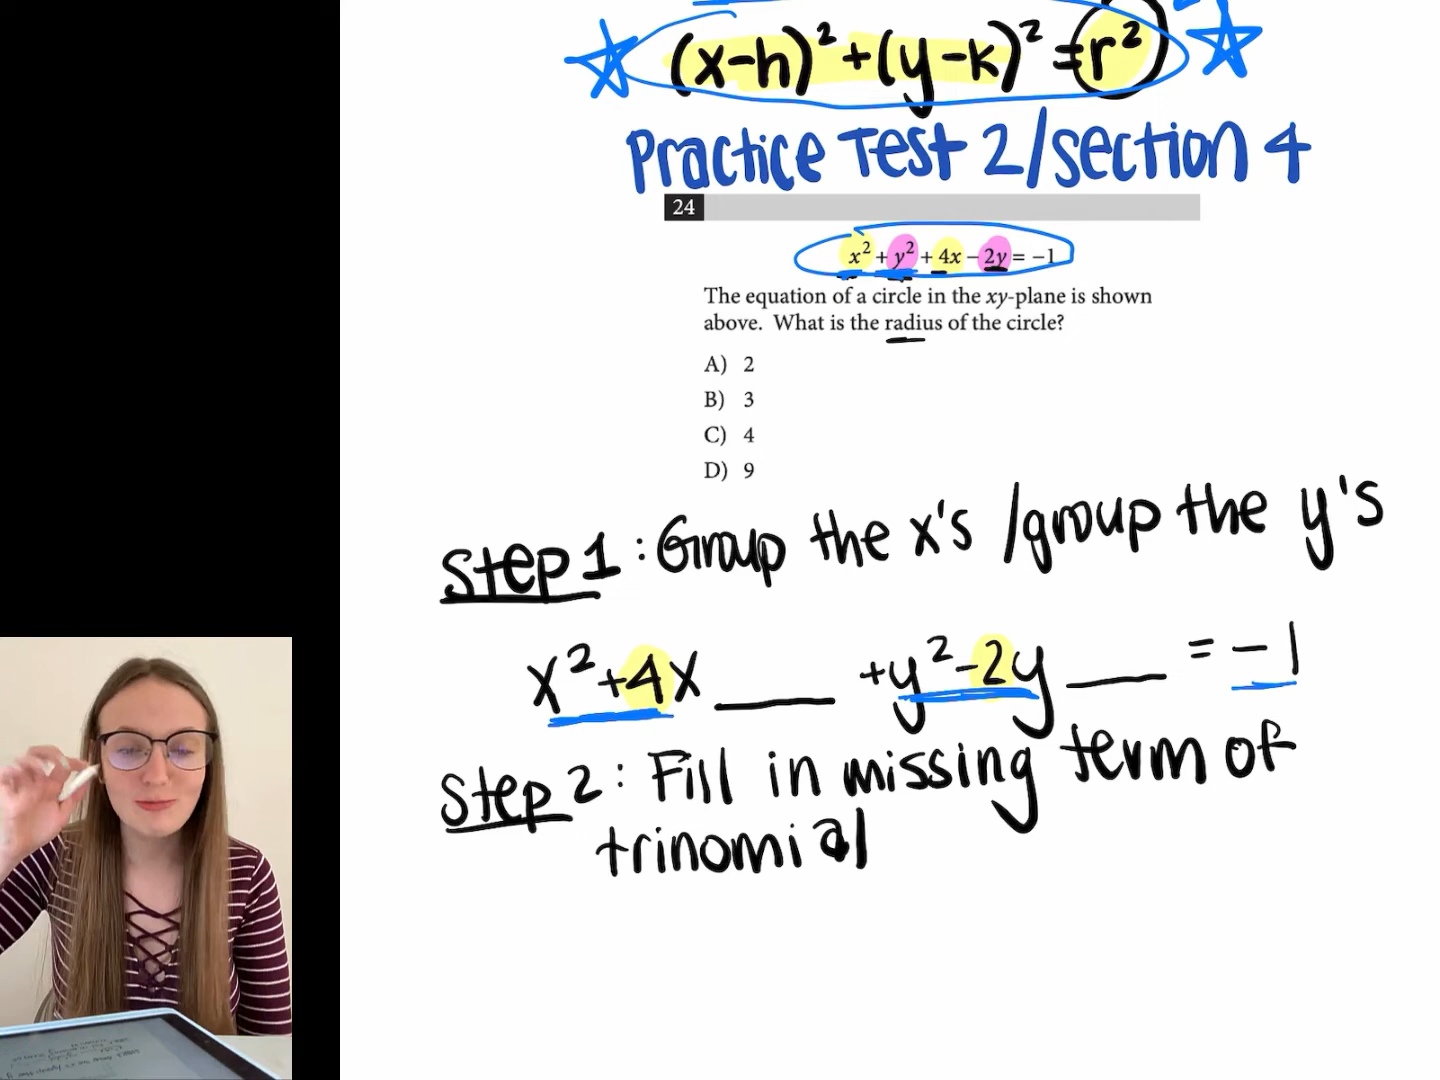 (x-h)² + (y-k)² = r²
Practice Test 2/section 4
24
x² + y² + 4x − 2y = −1
The equation of a circle in the xy-plane is shown
above. What is the radius of the circle?
A) 2
B) 3
C) 4
D) 9
Step 1: Group the x's /group the y's
x²+4x ____ +y²-2y ____ = -1
Step 2: Fill in missing term of
trinomial